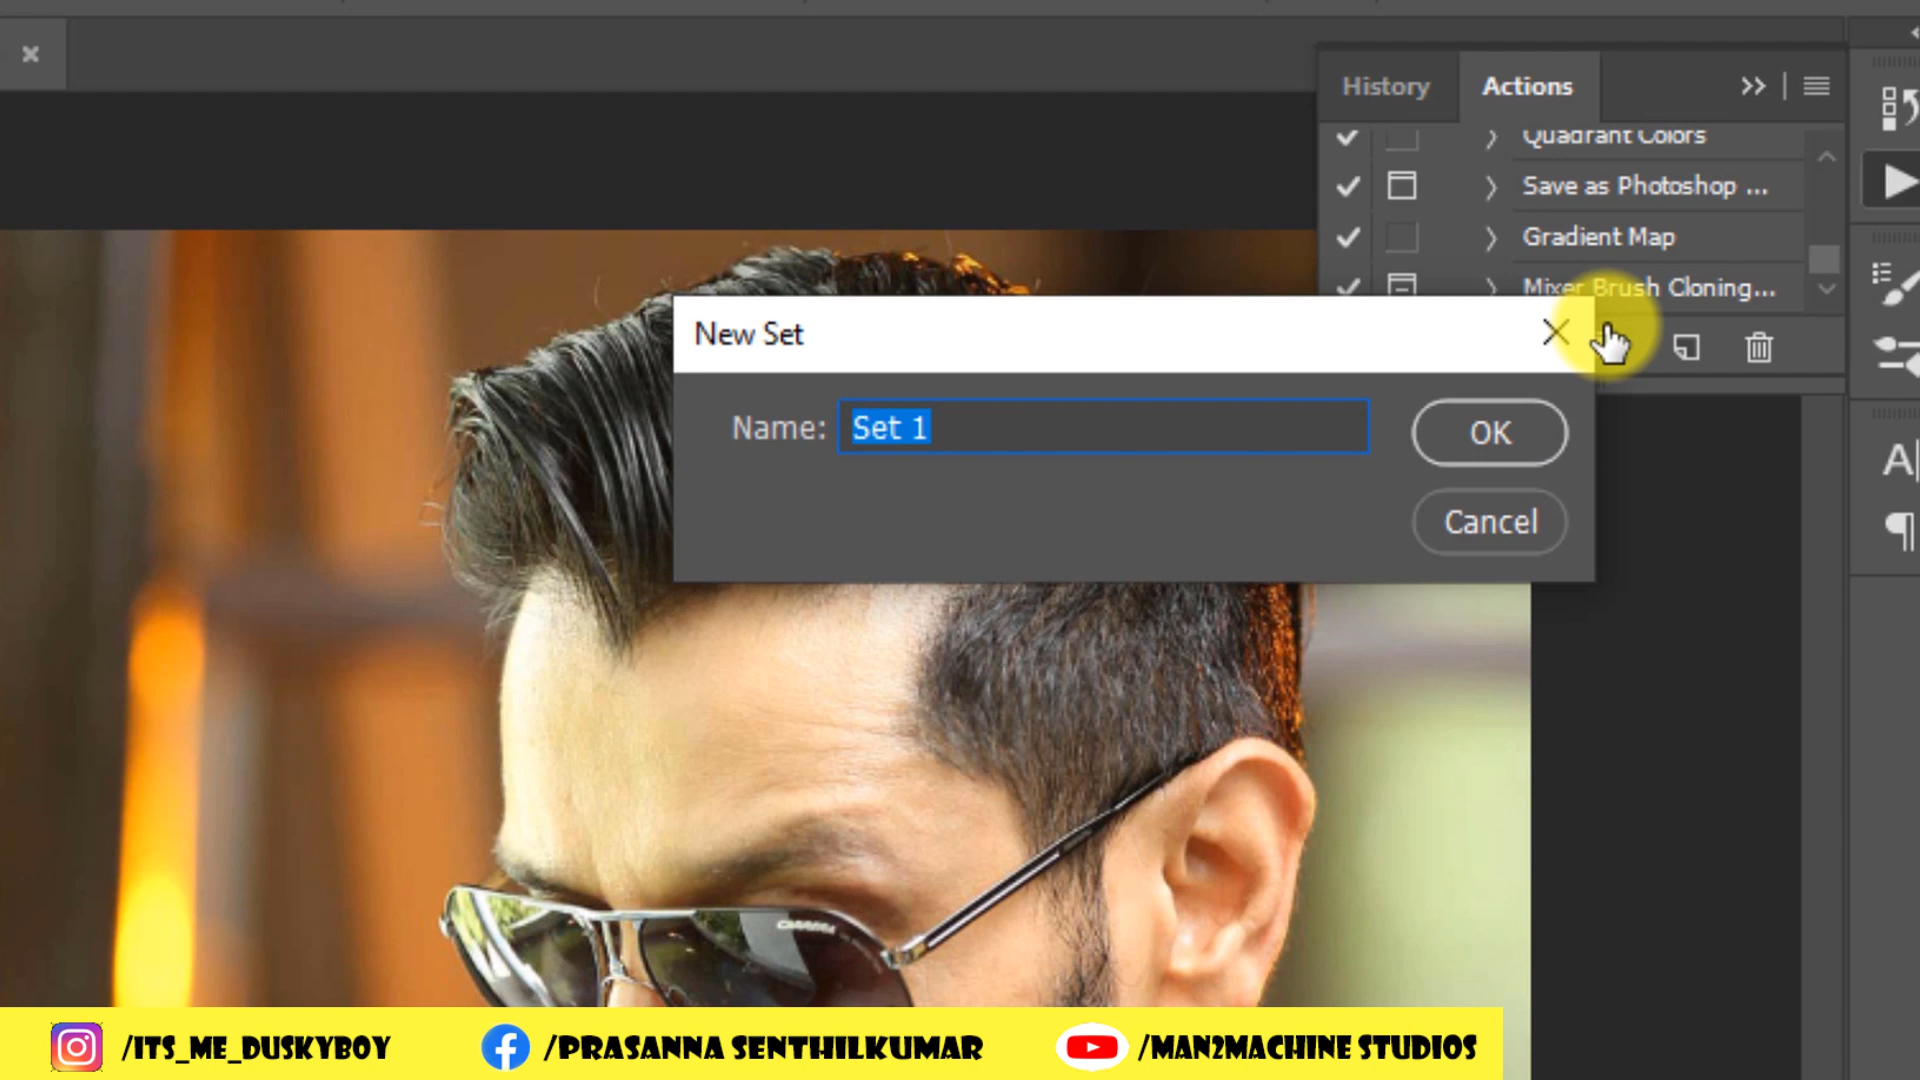 History
Actions
Quadrant Colors
Save as Photoshop ...
Gradient Map
Mixer Brush Cloning...
New Set
Name:
Set 1
OK
Cancel
CARRERA
/ITS_ME_DUSKYBOY
/PRASANNA SENTHILKUMAR
/MAN2MACHINE STUDIOS